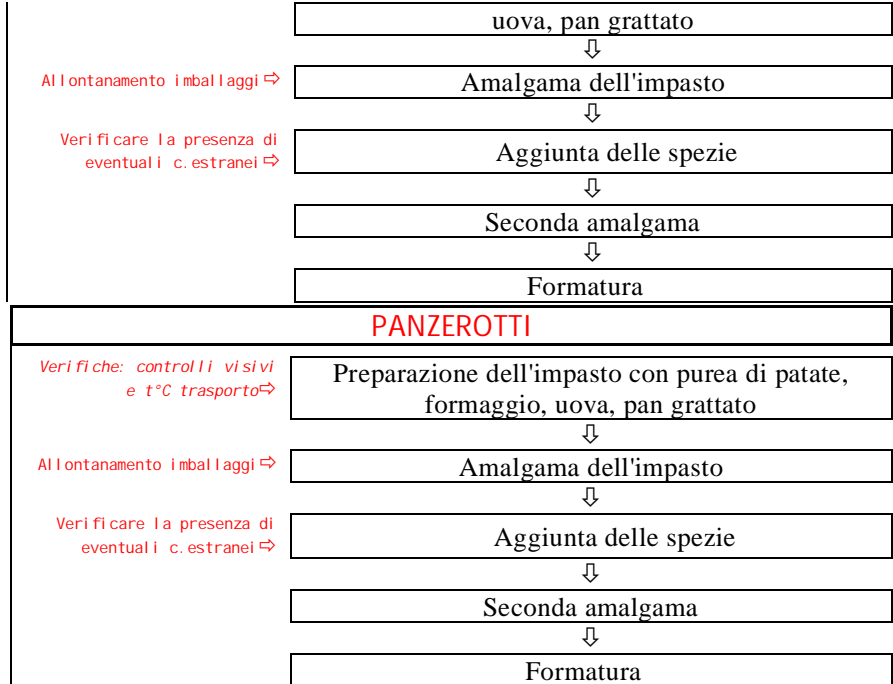 uova, pan grattato
⇩
Allontanamento imballaggi⇨
Amalgama dell'impasto
⇩
Verificare la presenza di
eventuali c.estranei⇨
Aggiunta delle spezie
⇩
Seconda amalgama
⇩
Formatura
PANZEROTTI
Verifiche: controlli visivi
e t°C trasporto⇨
Preparazione dell'impasto con purea di patate,
formaggio, uova, pan grattato
⇩
Allontanamento imballaggi⇨
Amalgama dell'impasto
⇩
Verificare la presenza di
eventuali c.estranei⇨
Aggiunta delle spezie
⇩
Seconda amalgama
⇩
Formatura